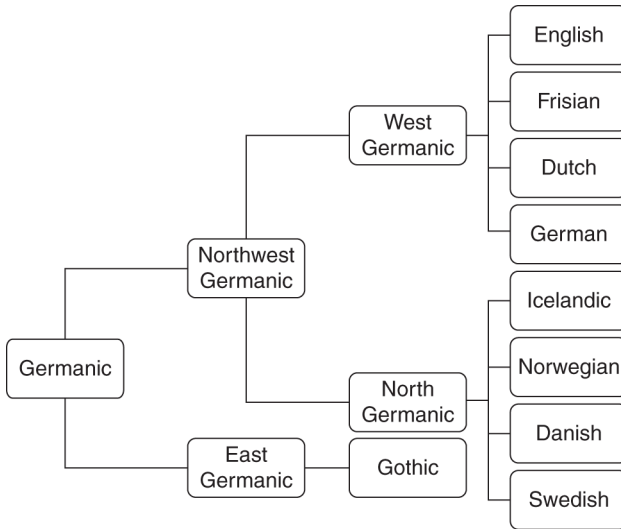 English
Frisian
West
Germanic
Dutch
German
Northwest
Germanic
Icelandic
Germanic
Norwegian
North
Germanic
Danish
East
Germanic
Gothic
Swedish